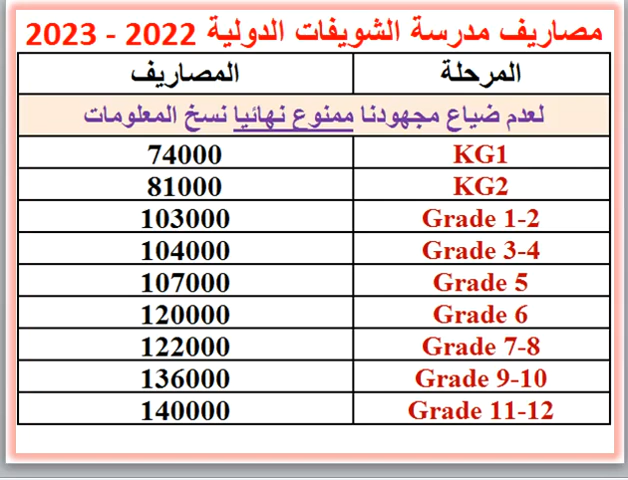 مصاريف مدرسة الشويفات الدولية 2022 - 2023
المرحلة المصاريف
لعدم ضياع مجهودنا ممنوع نهائيا نسخ المعلومات
KG1 74000
KG2 81000
Grade 1-2 103000
Grade 3-4 104000
Grade 5 107000
Grade 6 120000
Grade 7-8 122000
Grade 9-10 136000
Grade 11-12 140000